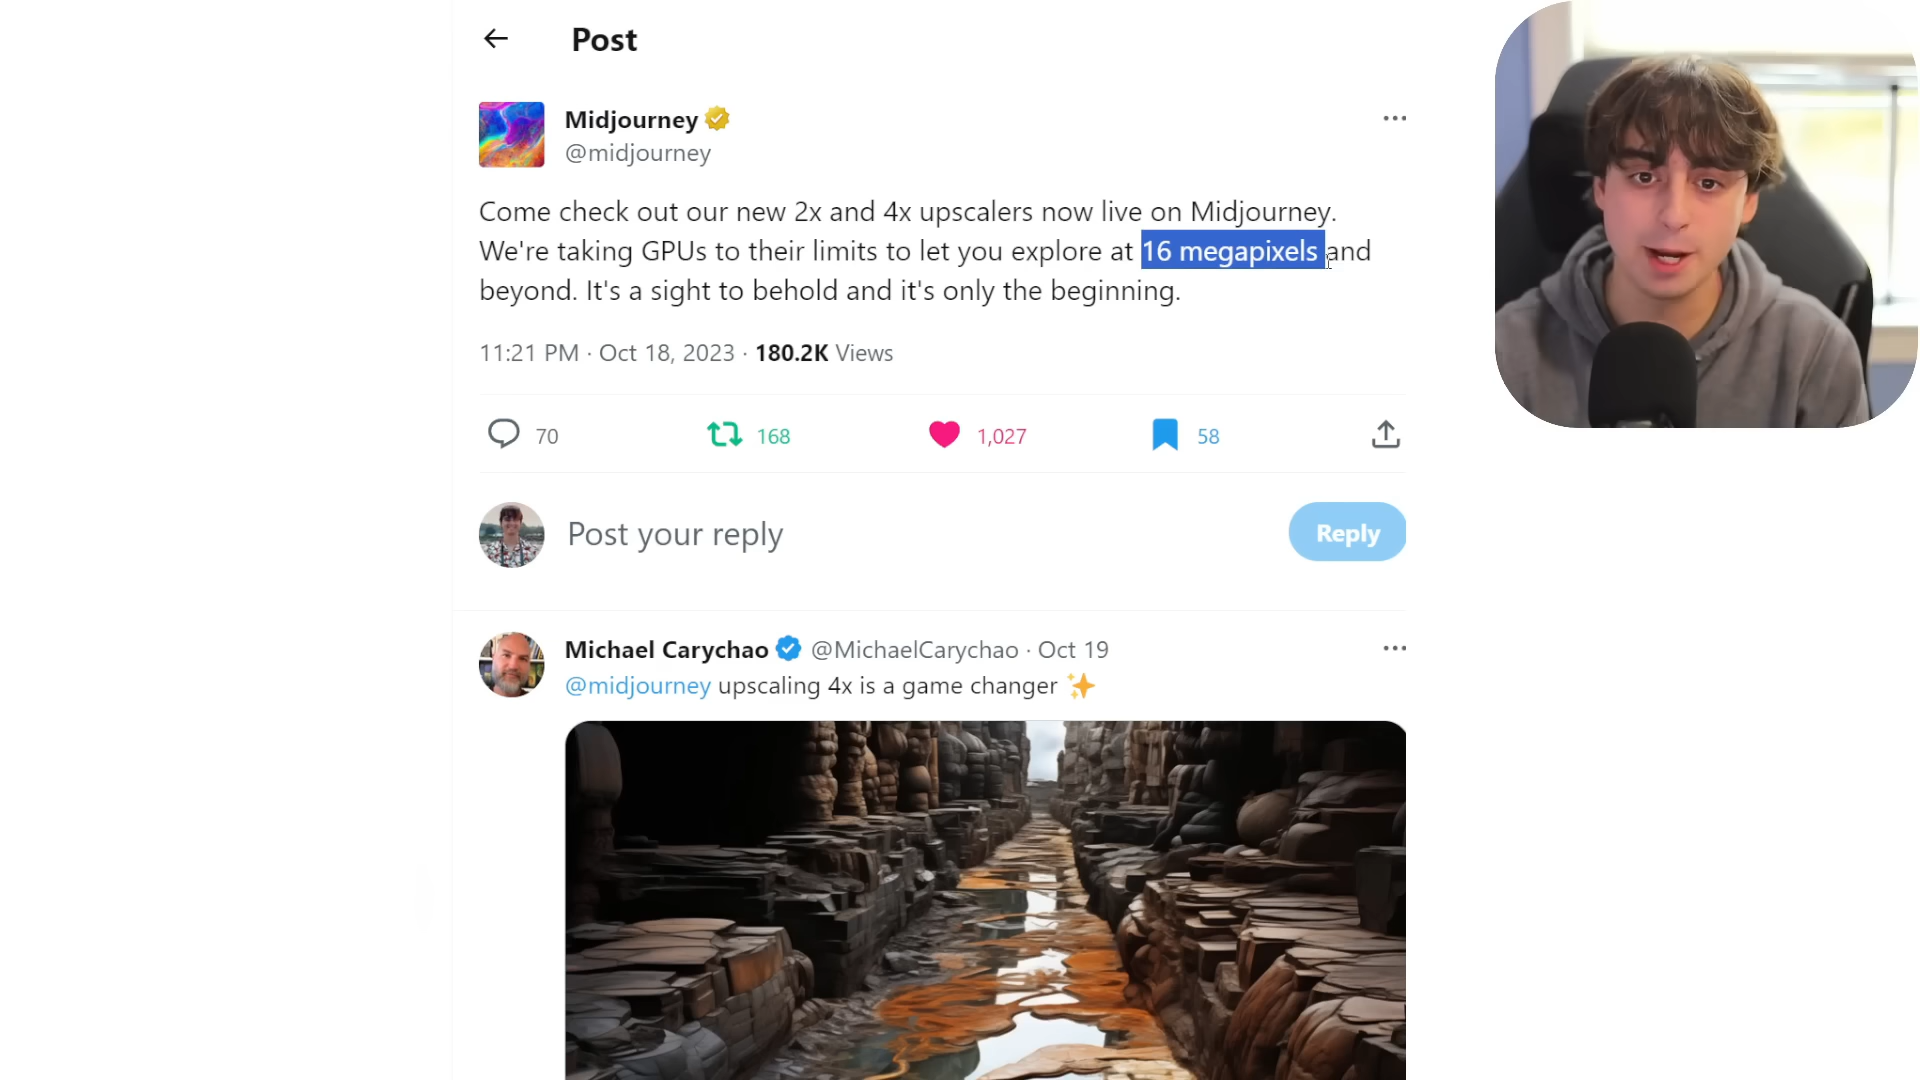 Post
Midjourney
@midjourney
Come check out our new 2x and 4x upscalers now live on Midjourney.
We're taking GPUs to their limits to let you explore at 16 megapixels and
beyond. It's a sight to behold and it's only the beginning.
11:21 PM · Oct 18, 2023 · 180.2K Views
70 168 1,027 58
Post your reply
Reply
Michael Carychao @MichaelCarychao · Oct 19
@midjourney upscaling 4x is a game changer ✨